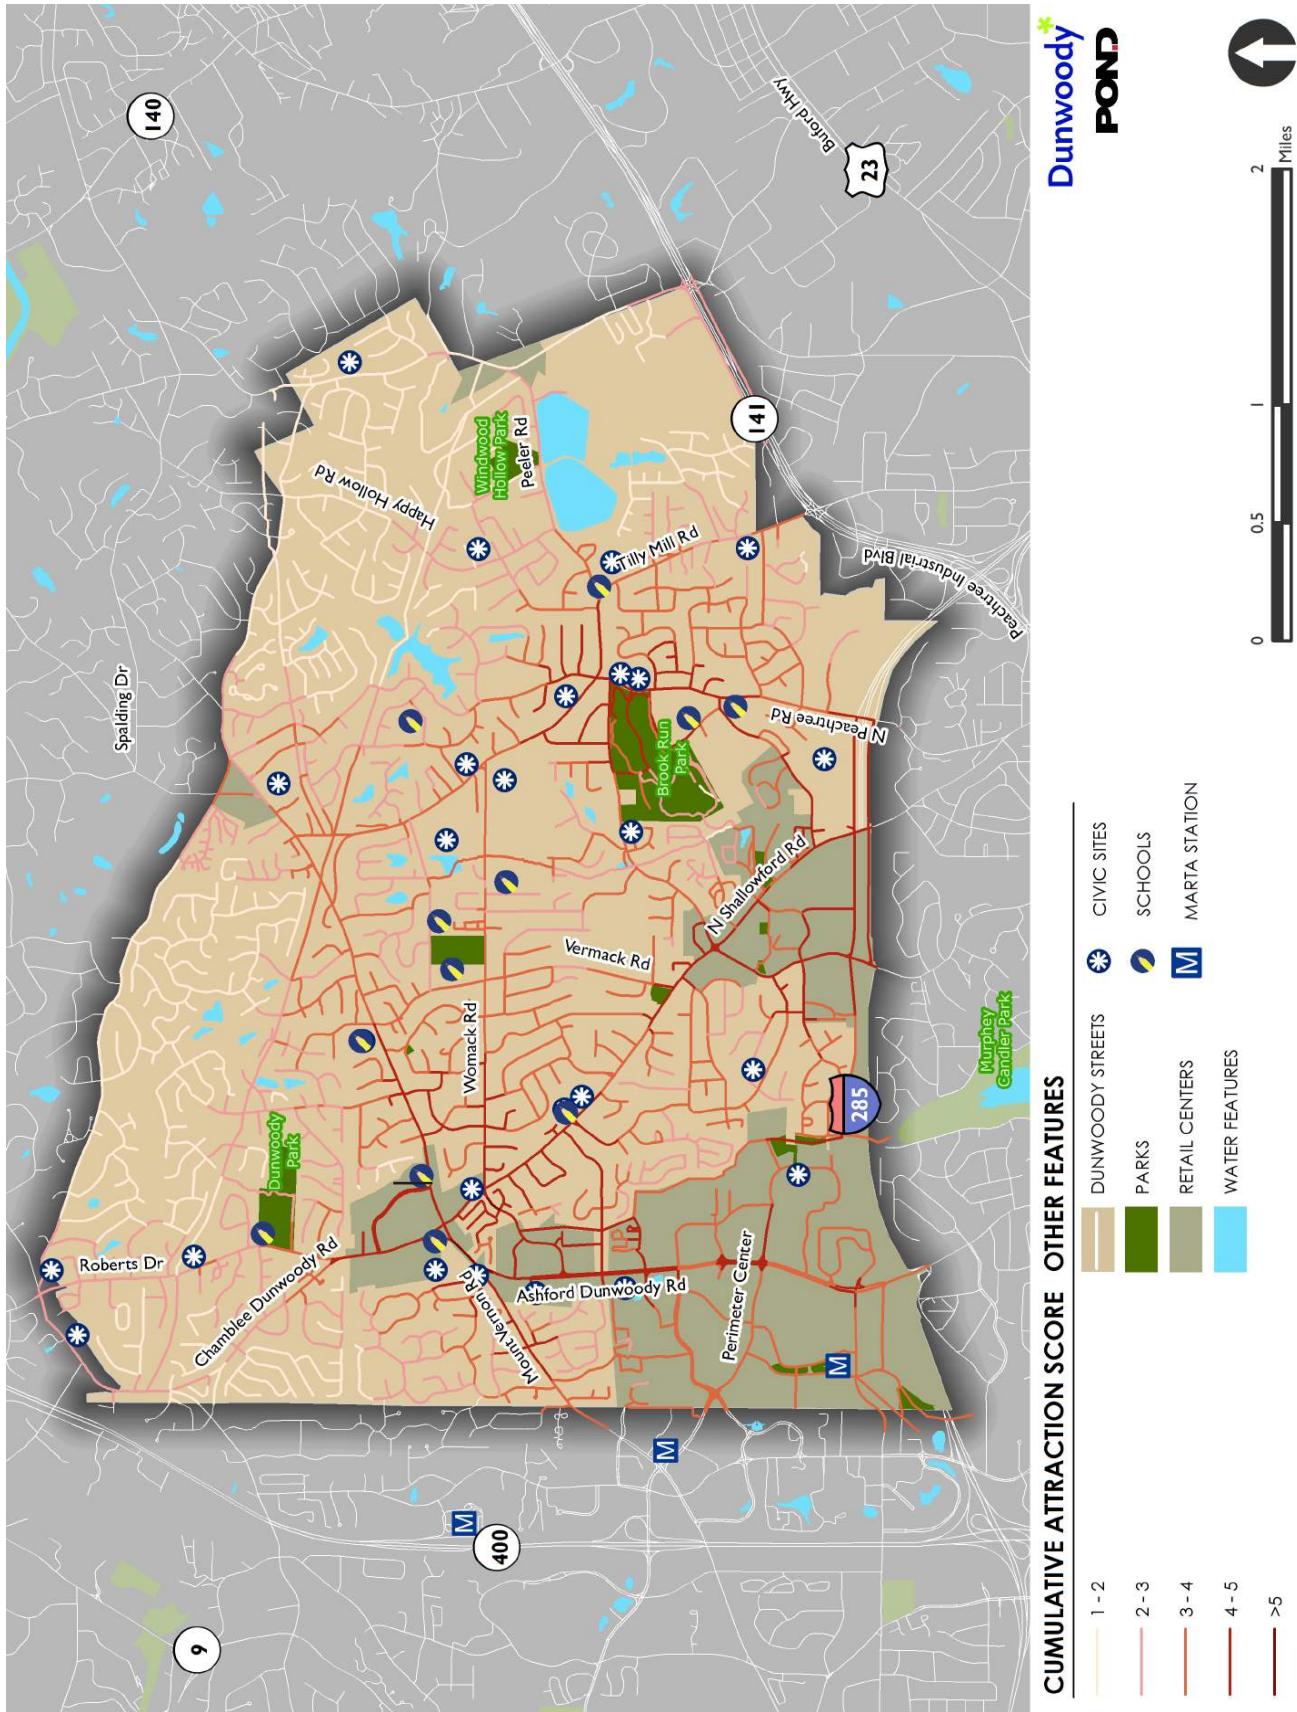 9
400
140
23
141
285
Spalding Dr
Roberts Dr
Dunwoody
Park
Chamblee Dunwoody Rd
Happy Hollow Rd
Windwood
Hollow Park
Peeler Rd
Womack Rd
Mount Vernon Rd
Ashford Dunwoody Rd
Vermack Rd
Tilly Mill Rd
Brook Run
Park
N Peachtree Rd
N Shallowford Rd
Perimeter Center
Buford Hwy
Peachtree Industrial Blvd
Murphey
Candler Park
M
M
M
CUMULATIVE ATTRACTION SCORE
1 - 2
2 - 3
3 - 4
4 - 5
>5
OTHER FEATURES
DUNWOODY STREETS
PARKS
RETAIL CENTERS
WATER FEATURES
CIVIC SITES
SCHOOLS
M MARTA STATION
0 0.5 1 2
Miles
Dunwoody*
POND